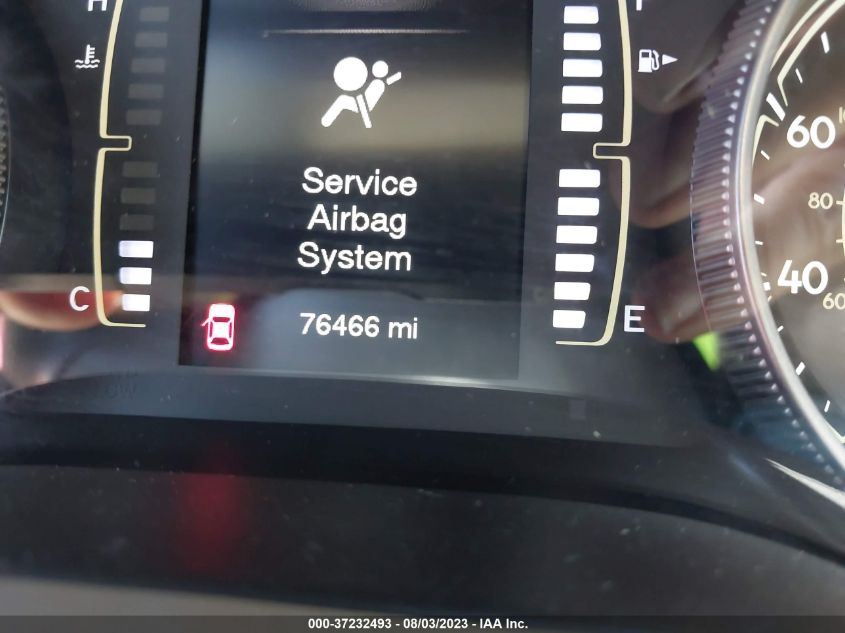 H
F
60
80
C
Service
Airbag
System
40
60
76466 mi
E
000-37232493 - 08/03/2023 - IAA Inc.